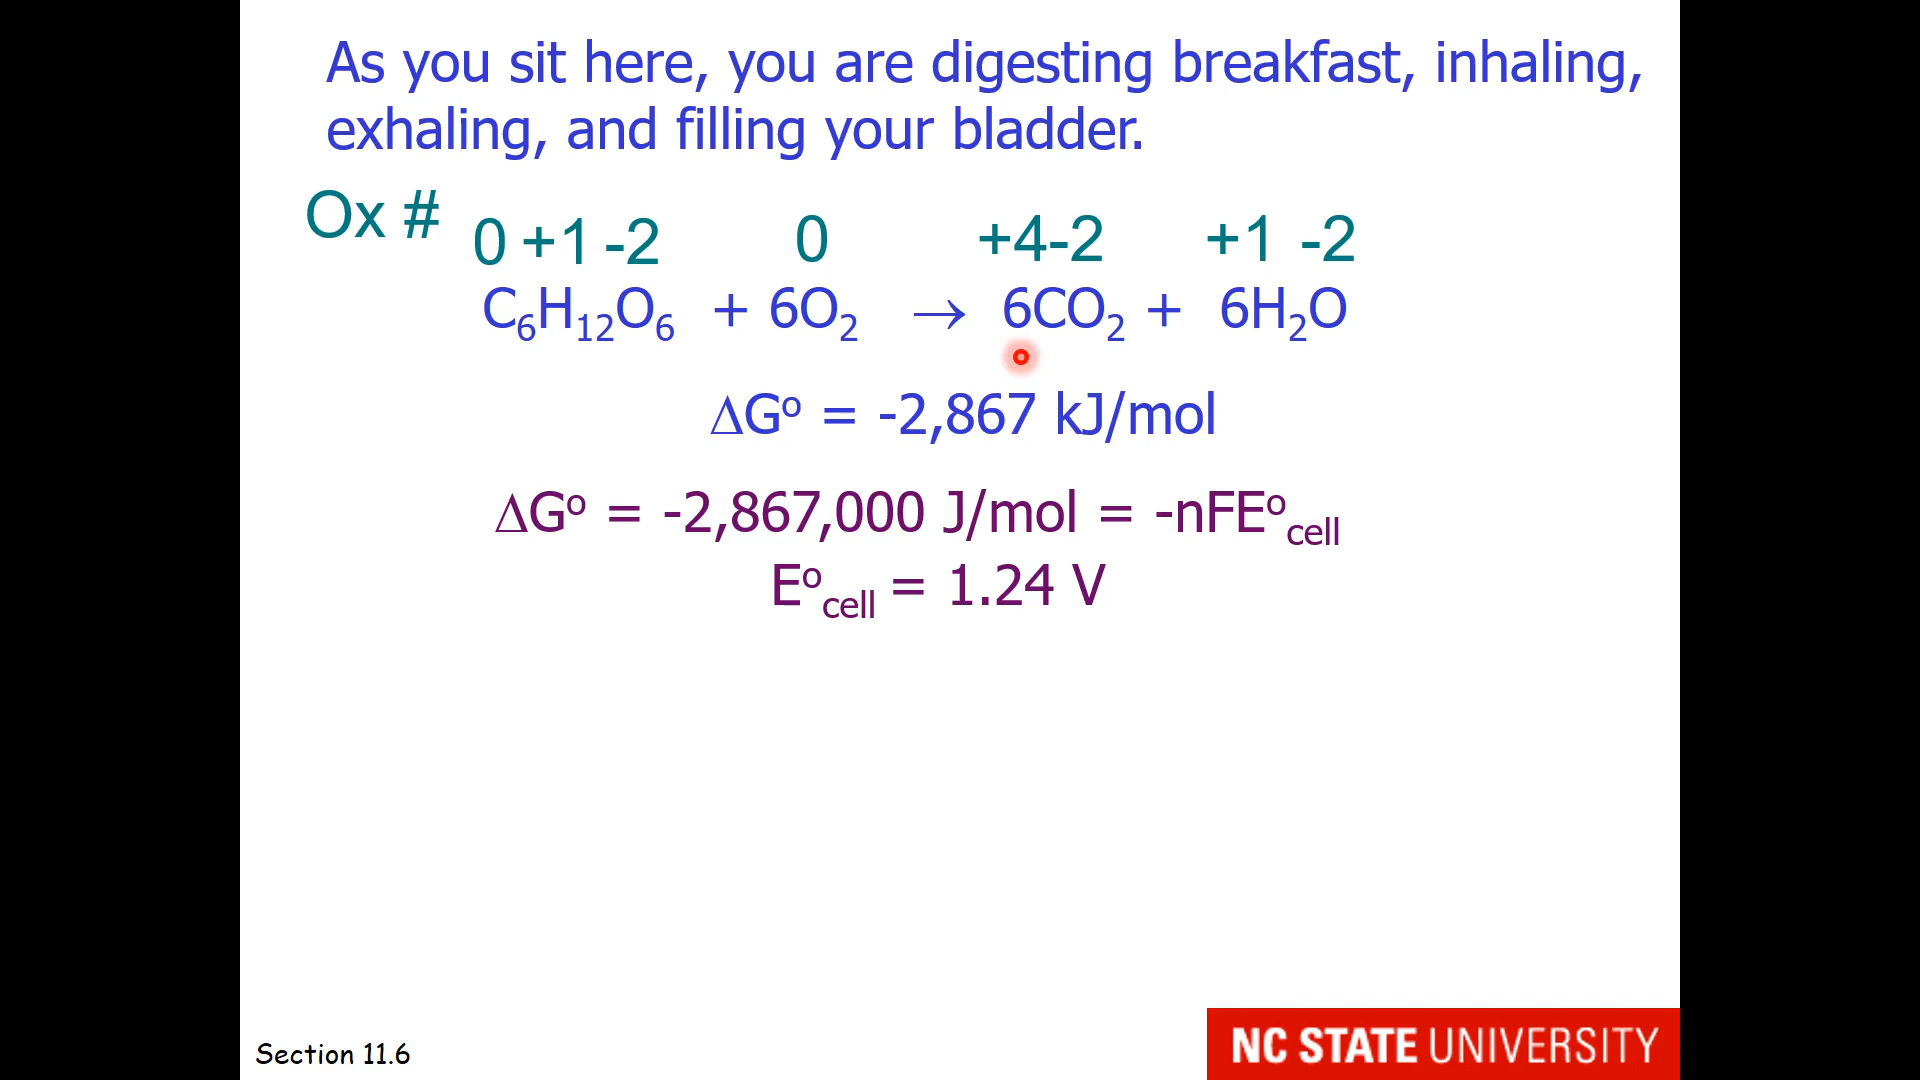 As you sit here, you are digesting breakfast, inhaling,
exhaling, and filling your bladder.
Ox # 0 +1 -2 0 +4-2 +1 -2
C₆H₁₂O₆ + 6O₂ → 6CO₂ + 6H₂O
ΔGº = -2,867 kJ/mol
ΔGº = -2,867,000 J/mol = -nFEºcell
Eºcell = 1.24 V
Section 11.6
NC STATE UNIVERSITY